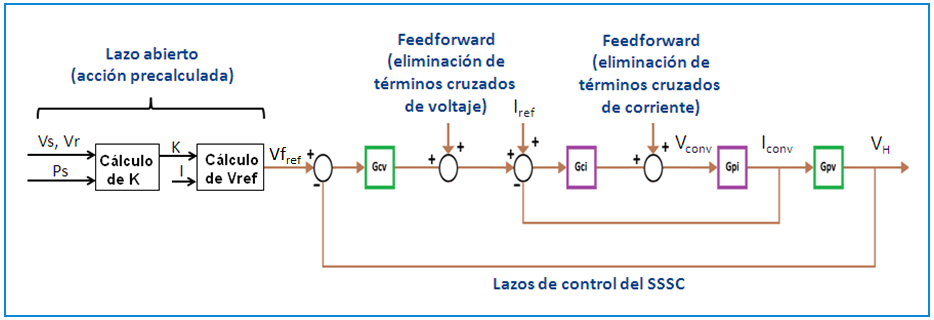 Lazo abierto
(acción precalculada)
Feedforward
(eliminación de
términos cruzados
de voltaje)
Feedforward
(eliminación de
términos cruzados
de corriente)
Vs, Vr
Ps
Cálculo
de K
K
I
Cálculo
de Vref
Vfref
+
-
Gcv
+
+
Iref
+
+
-
Gci
+
+
Vconv
Gpi
Iconv
Gpv
VH
Lazos de control del SSSC